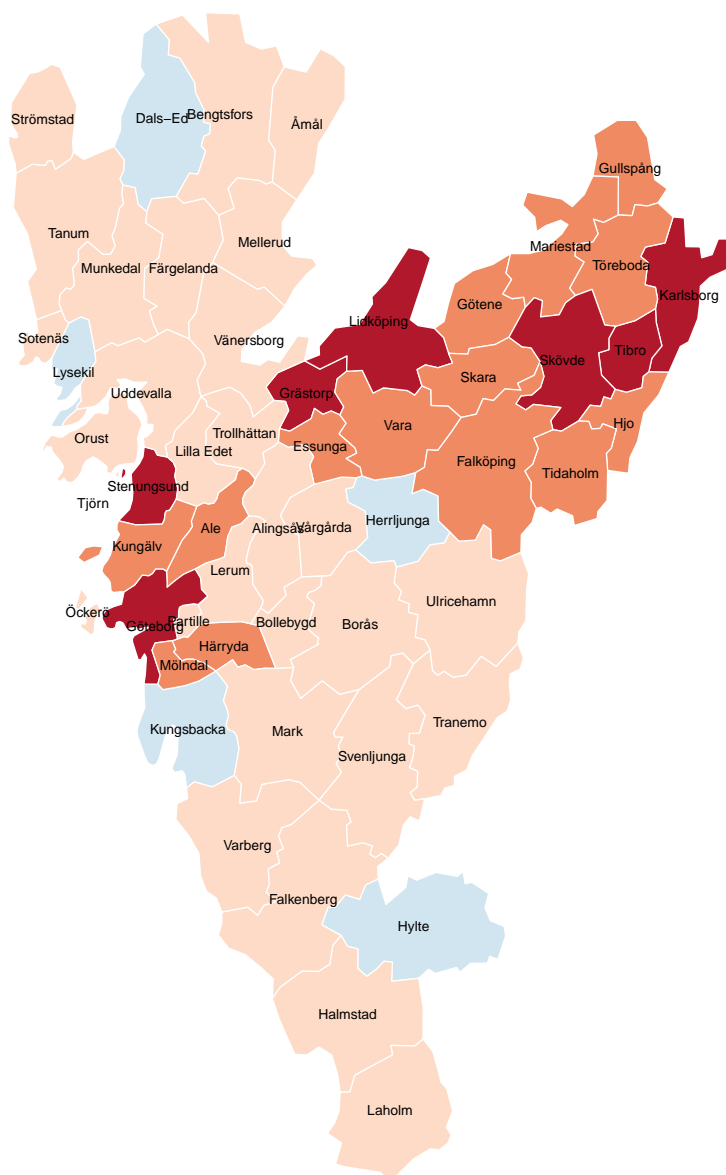 Dals–Ed
Bengtsfors
Strömstad
Åmål
Gullspång
Tanum
Mellerud
Mariestad
Munkedal
Färgelanda
Töreboda
Karlsborg
Götene
Lidköping
Sotenäs
Vänersborg
Tibro
Skövde
Lysekil
Skara
Uddevalla
Grästorp
Hjo
Vara
Orust
Trollhättan
Essunga
Lilla Edet
Falköping
Tidaholm
Stenungsund
Tjörn
Ale
Alingsås
Vårgårda
Herrljunga
Kungälv
Lerum
Ulricehamn
Öckerö
Göteborg
Partille
Bollebygd
Borås
Härryda
Mölndal
Tranemo
Kungsbacka
Mark
Svenljunga
Varberg
Falkenberg
Hylte
Halmstad
Laholm